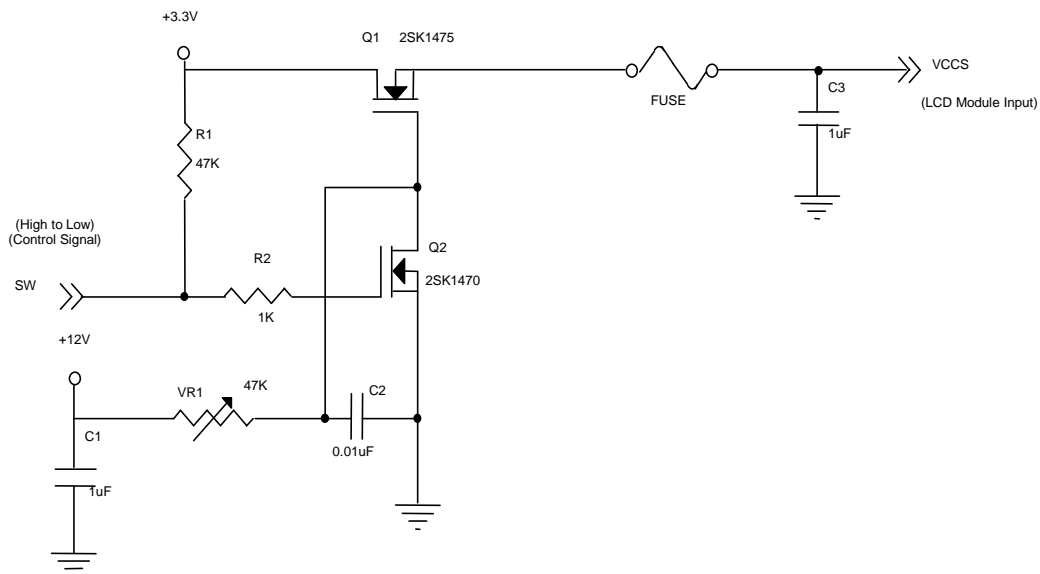 +3.3V
Q1 2SK1475
VCCS
FUSE
C3
(LCD Module Input)
1uF
R1
47K
(High to Low)
(Control Signal)
Q2
R2
2SK1470
SW
1K
+12V
VR1
47K
C2
C1
0.01uF
1uF